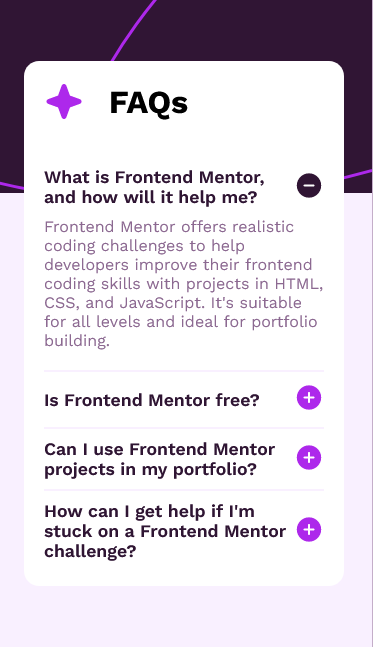 FAQs
What is Frontend Mentor,
and how will it help me?
Frontend Mentor offers realistic
coding challenges to help
developers improve their frontend
coding skills with projects in HTML,
CSS, and JavaScript. It's suitable
for all levels and ideal for portfolio
building.
Is Frontend Mentor free?
Can I use Frontend Mentor
projects in my portfolio?
How can I get help if I'm
stuck on a Frontend Mentor
challenge?